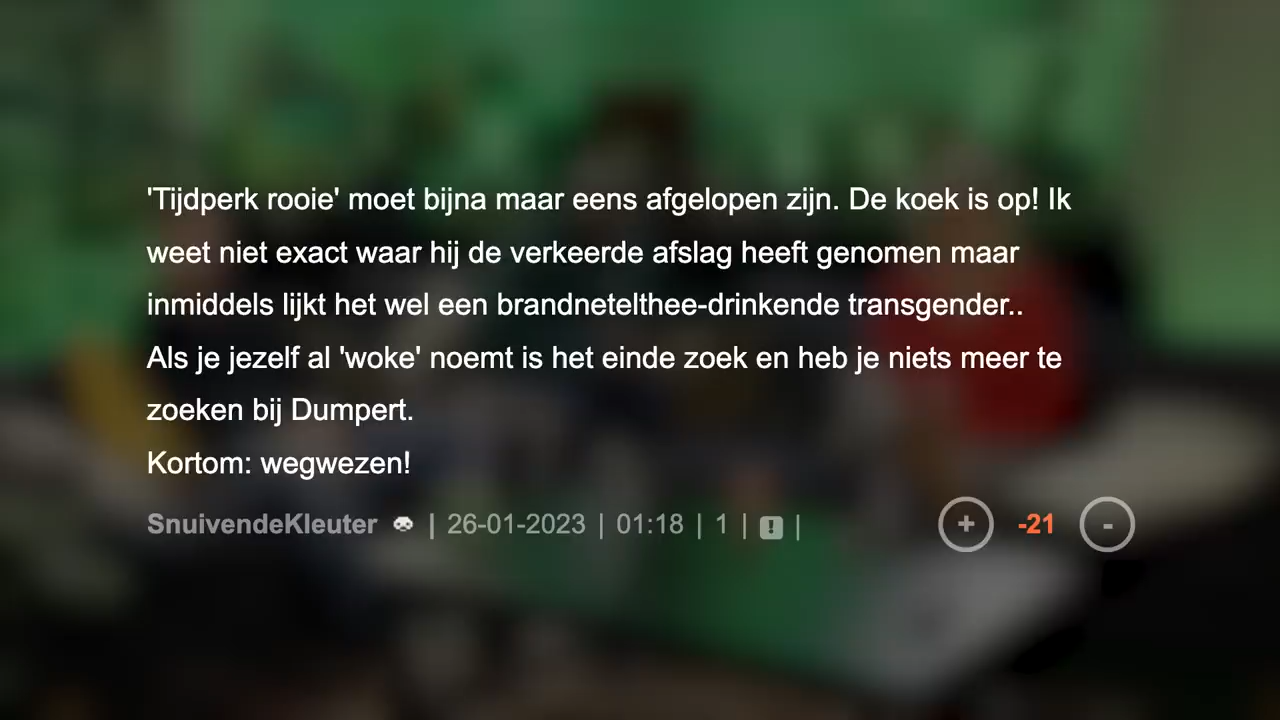 'Tijdperk rooie' moet bijna maar eens afgelopen zijn. De koek is op! Ik
weet niet exact waar hij de verkeerde afslag heeft genomen maar
inmiddels lijkt het wel een brandnetelthee-drinkende transgender..
Als je jezelf al 'woke' noemt is het einde zoek en heb je niets meer te
zoeken bij Dumpert.
Kortom: wegwezen!
SnuivendeKleuter | 26-01-2023 | 01:18 | 1 | ! | + -21 -